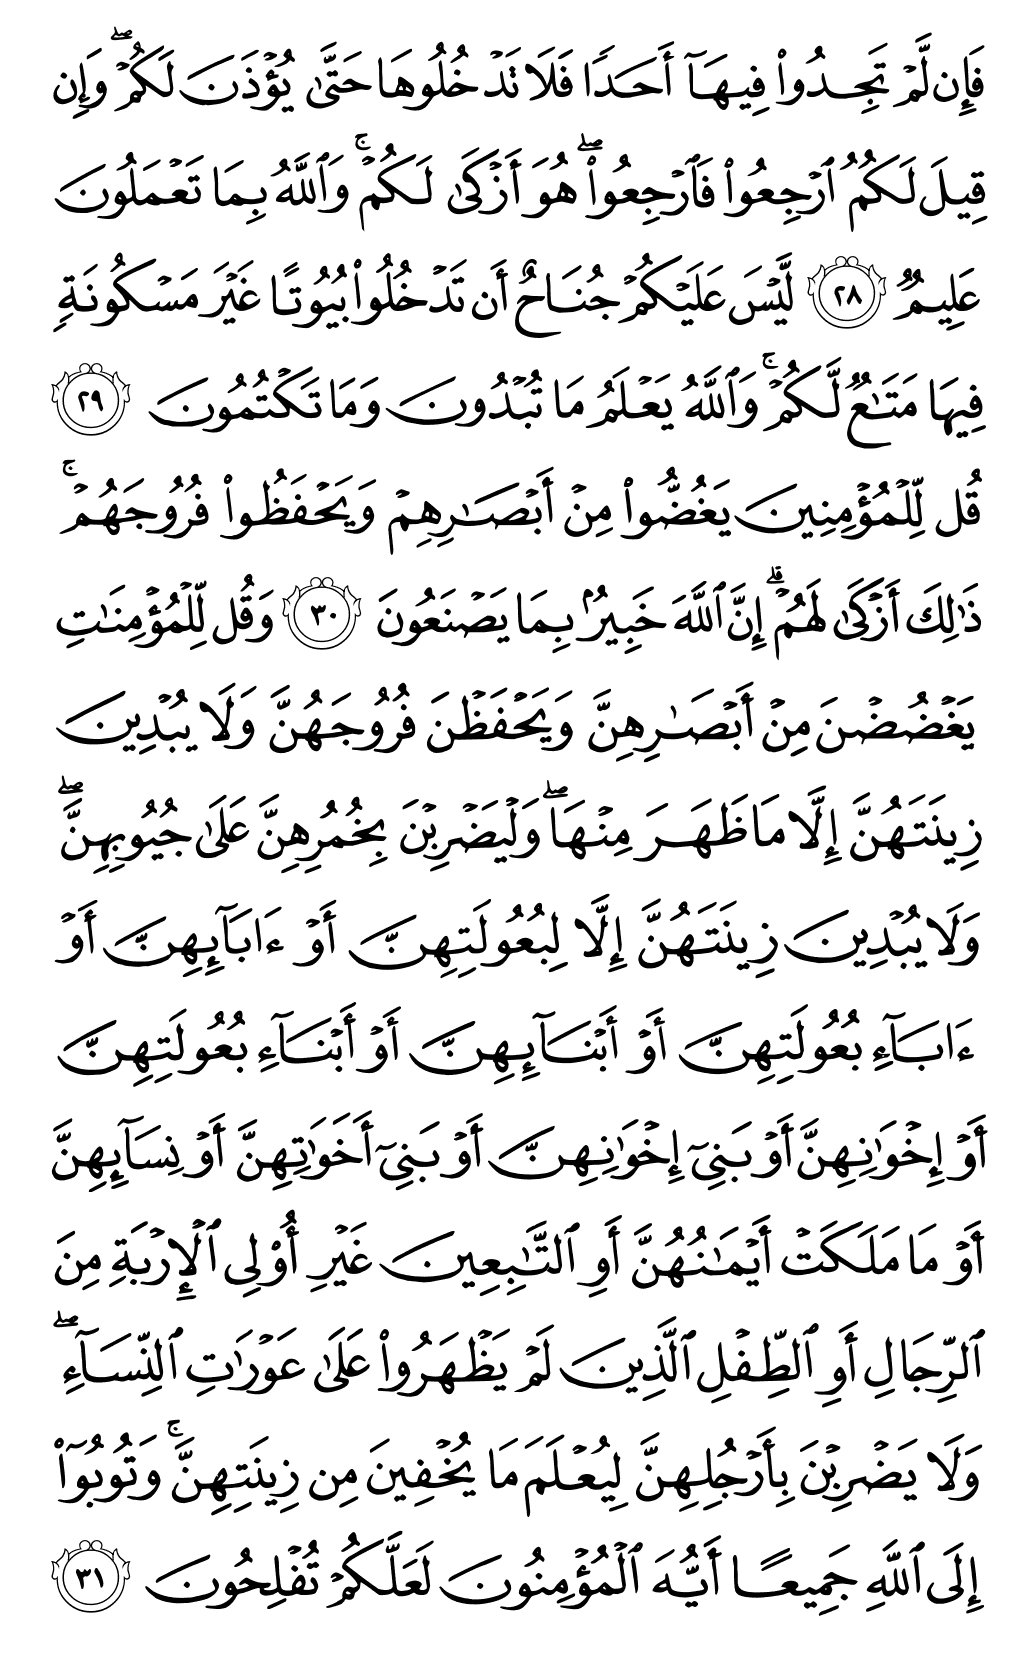 فَإِن لَّمْ تَجِدُوا۟ فِيهَآ أَحَدًا فَلَا تَدْخُلُوهَا حَتَّىٰ يُؤْذَنَ لَكُمْ ۖ وَإِن
قِيلَ لَكُمُ ٱرْجِعُوا۟ فَٱرْجِعُوا۟ ۖ هُوَ أَزْكَىٰ لَكُمْ ۚ وَٱللَّهُ بِمَا تَعْمَلُونَ
عَلِيمٌ ٢٨ لَّيْسَ عَلَيْكُمْ جُنَاحٌ أَن تَدْخُلُوا۟ بُيُوتًا غَيْرَ مَسْكُونَةٍ
فِيهَا مَتَـٰعٌ لَّكُمْ ۚ وَٱللَّهُ يَعْلَمُ مَا تُبْدُونَ وَمَا تَكْتُمُونَ ٢٩
قُل لِّلْمُؤْمِنِينَ يَغُضُّوا۟ مِنْ أَبْصَـٰرِهِمْ وَيَحْفَظُوا۟ فُرُوجَهُمْ ۚ
ذَٰلِكَ أَزْكَىٰ لَهُمْ ۗ إِنَّ ٱللَّهَ خَبِيرٌۢ بِمَا يَصْنَعُونَ ٣٠ وَقُل لِّلْمُؤْمِنَـٰتِ
يَغْضُضْنَ مِنْ أَبْصَـٰرِهِنَّ وَيَحْفَظْنَ فُرُوجَهُنَّ وَلَا يُبْدِينَ
زِينَتَهُنَّ إِلَّا مَا ظَهَرَ مِنْهَا ۖ وَلْيَضْرِبْنَ بِخُمُرِهِنَّ عَلَىٰ جُيُوبِهِنَّ ۖ
وَلَا يُبْدِينَ زِينَتَهُنَّ إِلَّا لِبُعُولَتِهِنَّ أَوْ ءَابَآئِهِنَّ أَوْ
ءَابَآءِ بُعُولَتِهِنَّ أَوْ أَبْنَآئِهِنَّ أَوْ أَبْنَآءِ بُعُولَتِهِنَّ
أَوْ إِخْوَٰنِهِنَّ أَوْ بَنِىٓ إِخْوَٰنِهِنَّ أَوْ بَنِىٓ أَخَوَٰتِهِنَّ أَوْ نِسَآئِهِنَّ
أَوْ مَا مَلَكَتْ أَيْمَـٰنُهُنَّ أَوِ ٱلتَّـٰبِعِينَ غَيْرِ أُو۟لِى ٱلْإِرْبَةِ مِنَ
ٱلرِّجَالِ أَوِ ٱلطِّفْلِ ٱلَّذِينَ لَمْ يَظْهَرُوا۟ عَلَىٰ عَوْرَٰتِ ٱلنِّسَآءِ ۖ
وَلَا يَضْرِبْنَ بِأَرْجُلِهِنَّ لِيُعْلَمَ مَا يُخْفِينَ مِن زِينَتِهِنَّ ۚ وَتُوبُوٓا۟
إِلَى ٱللَّهِ جَمِيعًا أَيُّهَ ٱلْمُؤْمِنُونَ لَعَلَّكُمْ تُفْلِحُونَ ٣١